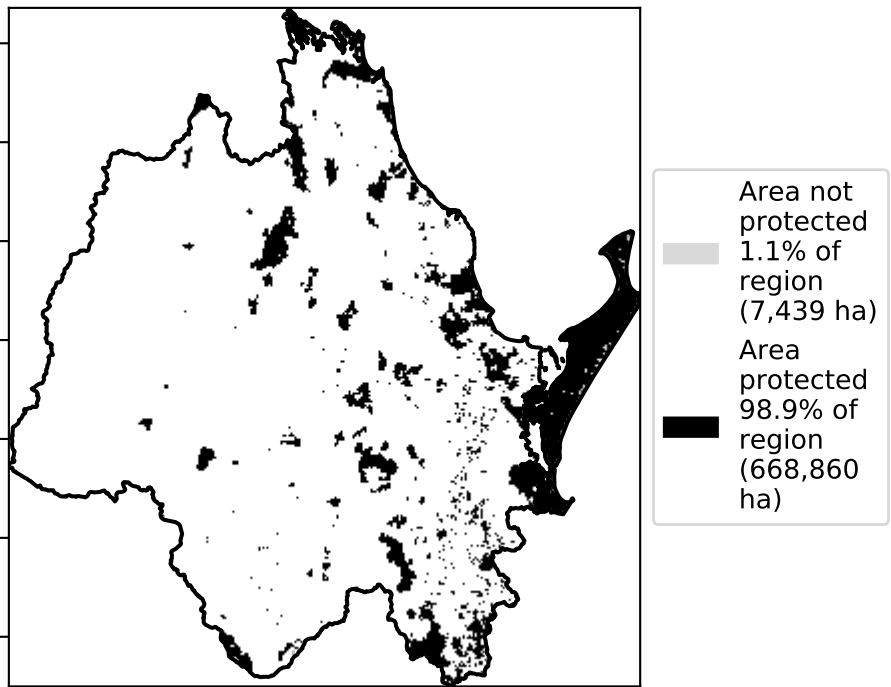 Area not
protected
1.1% of
region
(7,439 ha)
Area
protected
98.9% of
region
(668,860
ha)